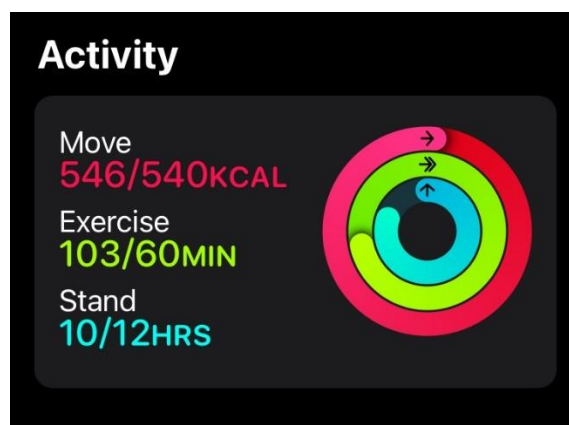 Activity
Move
546/540KCAL
Exercise
103/60MIN
Stand
10/12HRS